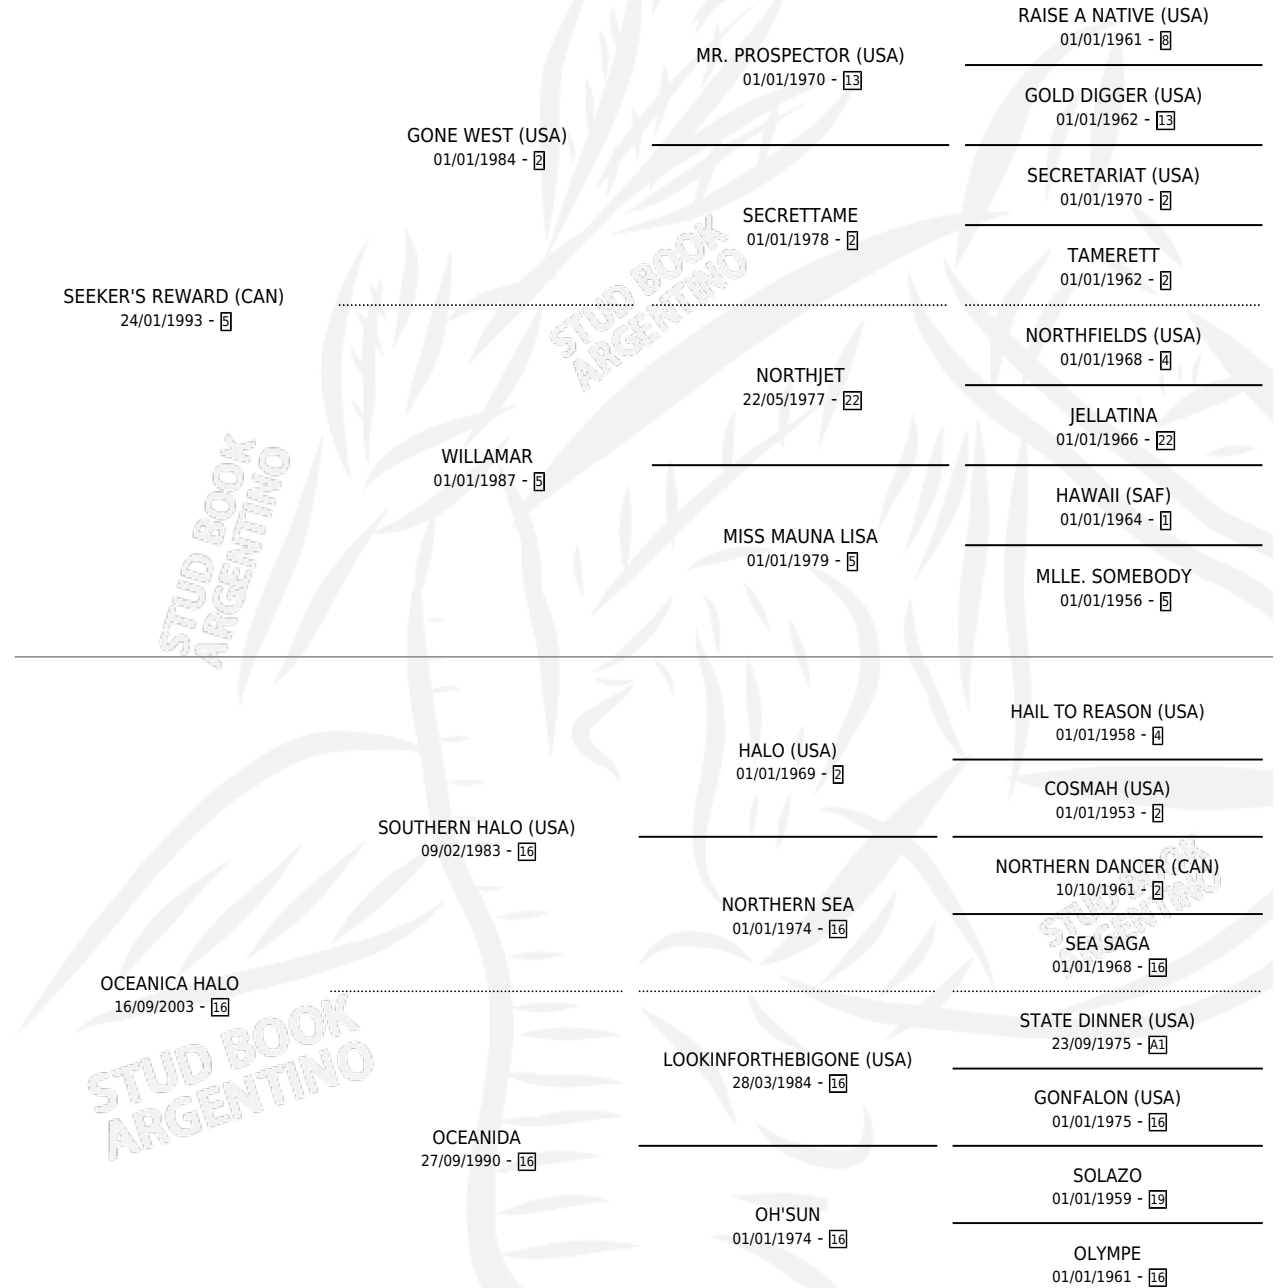 RAISE A NATIVE (USA)
01/01/1961 - 8
MR. PROSPECTOR (USA)
01/01/1970 - 13
GOLD DIGGER (USA)
01/01/1962 - 13
GONE WEST (USA)
01/01/1984 - 2
SECRETARIAT (USA)
01/01/1970 - 2
SECRETTAME
01/01/1978 - 2
TAMERETT
01/01/1962 - 2
SEEKER'S REWARD (CAN)
24/01/1993 - 5
NORTHFIELDS (USA)
01/01/1968 - 4
NORTHJET
22/05/1977 - 22
JELLATINA
01/01/1966 - 22
WILLAMAR
01/01/1987 - 5
HAWAII (SAF)
01/01/1964 - 1
MISS MAUNA LISA
01/01/1979 - 5
MLLE. SOMEBODY
01/01/1956 - 5
HAIL TO REASON (USA)
01/01/1958 - 4
HALO (USA)
01/01/1969 - 2
COSMAH (USA)
01/01/1953 - 2
SOUTHERN HALO (USA)
09/02/1983 - 16
NORTHERN DANCER (CAN)
10/10/1961 - 2
NORTHERN SEA
01/01/1974 - 16
SEA SAGA
01/01/1968 - 16
OCEANICA HALO
16/09/2003 - 16
STATE DINNER (USA)
23/09/1975 - A1
LOOKINFORTHEBIGONE (USA)
28/03/1984 - 16
GONFALON (USA)
01/01/1975 - 16
OCEANIDA
27/09/1990 - 16
SOLAZO
01/01/1959 - 19
OH'SUN
01/01/1974 - 16
OLYMPE
01/01/1961 - 16
STUD BOOK
ARGENTINO
STUD BOOK
ARGENTINO
STUD BOOK
ARGENTINO
STUD BOOK
ARGENTINO